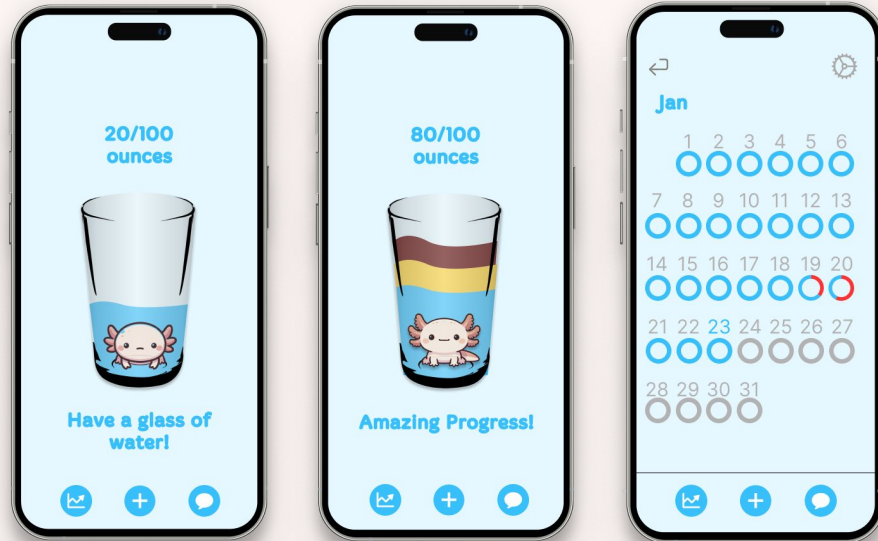 20/100
ounces
Have a glass of
water!
80/100
ounces
Amazing Progress!
Jan
1 2 3 4 5 6
7 8 9 10 11 12 13
14 15 16 17 18 19 20
21 22 23 24 25 26 27
28 29 30 31